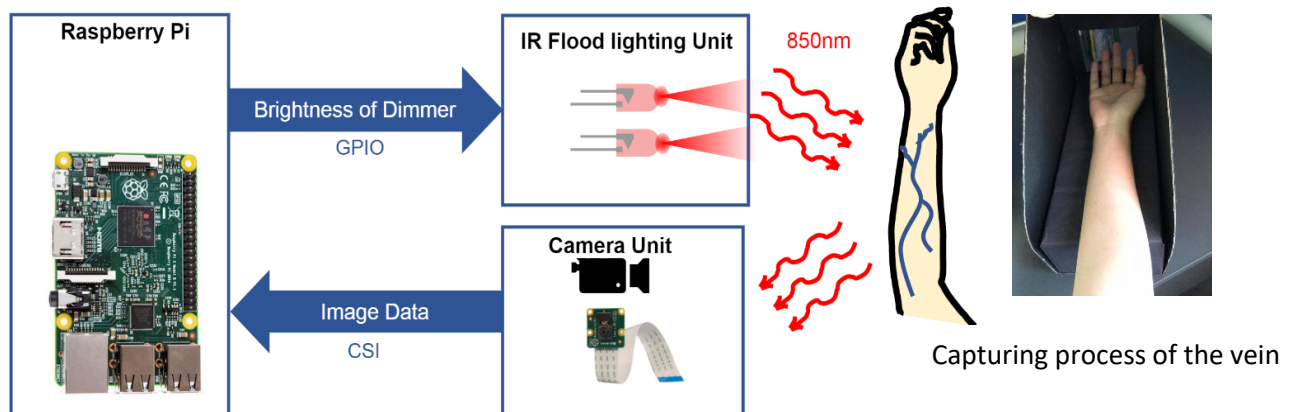 Raspberry Pi
Brightness of Dimmer
GPIO
Image Data
CSI
IR Flood lighting Unit
850nm
Camera Unit
Capturing process of the vein
HDMI